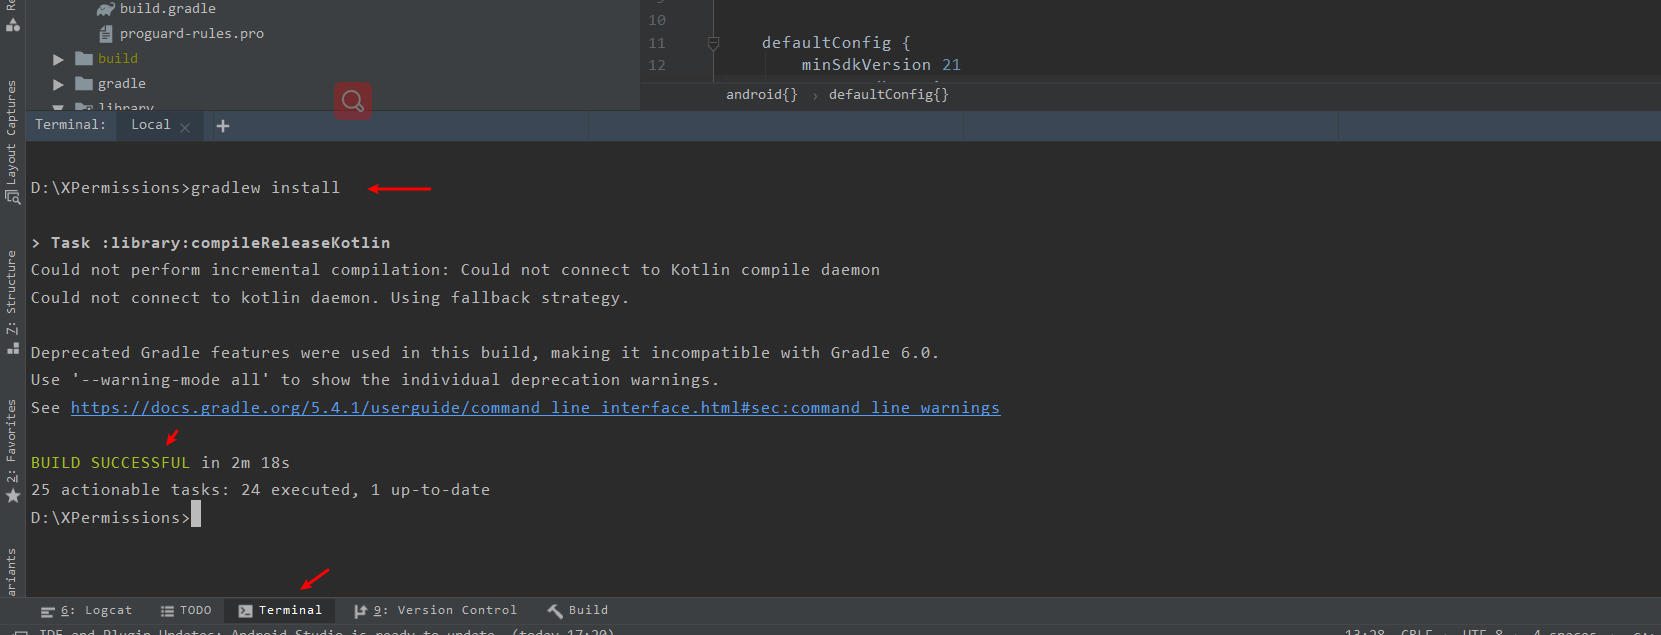 build.gradle
proguard-rules.pro
build
gradle
library
10
11
12
defaultConfig {
minSdkVersion 21
android{} › defaultConfig{}
Terminal: Local × +
D:\XPermissions>gradlew install
> Task :library:compileReleaseKotlin
Could not perform incremental compilation: Could not connect to Kotlin compile daemon
Could not connect to kotlin daemon. Using fallback strategy.
Deprecated Gradle features were used in this build, making it incompatible with Gradle 6.0.
Use '--warning-mode all' to show the individual deprecation warnings.
See https://docs.gradle.org/5.4.1/userguide/command_line_interface.html#sec:command_line_warnings
BUILD SUCCESSFUL in 2m 18s
25 actionable tasks: 24 executed, 1 up-to-date
D:\XPermissions>
Layout Captures
Z: Structure
2: Favorites
ariants
6: Logcat TODO Terminal 9: Version Control Build
IDE and Plugin Updates: Android Studio is ready to update. (today 17:20)
13:28 CRLF UTF-8 4 spaces